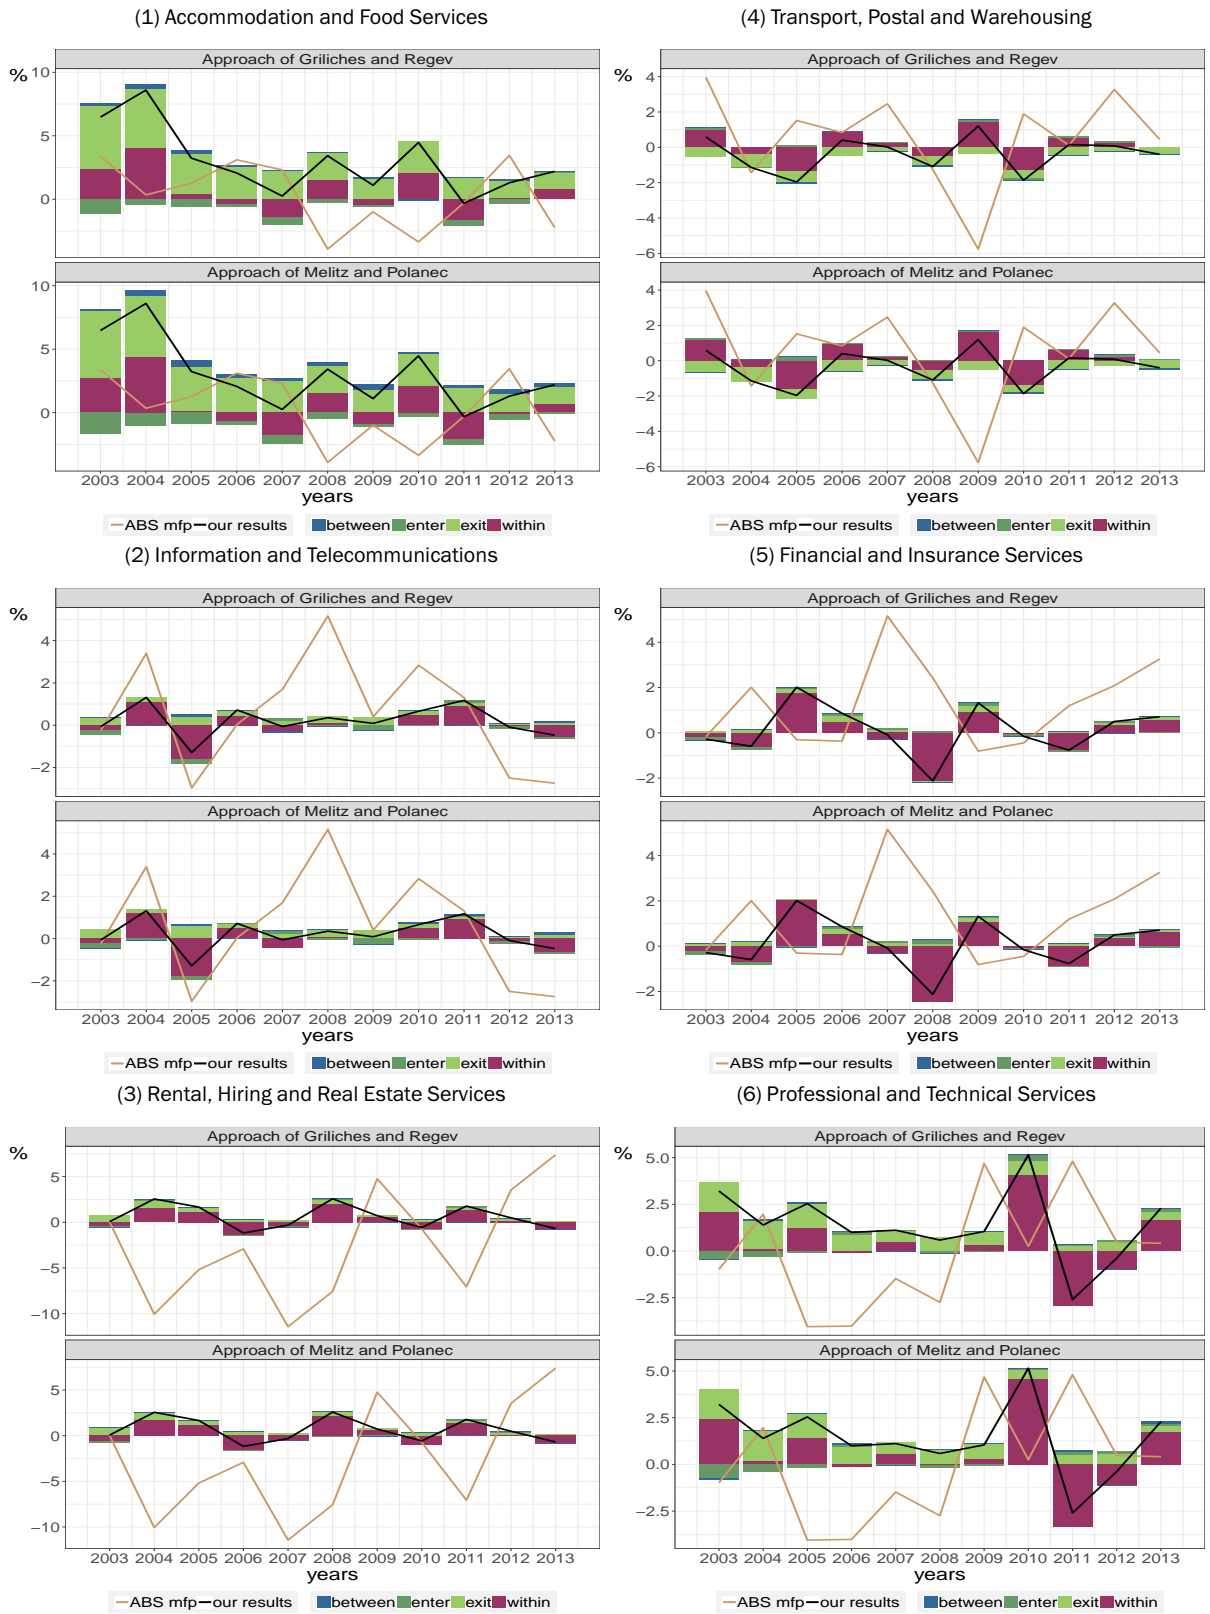 (1) Accommodation and Food Services
Approach of Griliches and Regev
%
10
5
0
Approach of Melitz and Polanec
10
5
0
2003 2004 2005 2006 2007 2008 2009 2010 2011 2012 2013
years
ABS mfp our results between enter exit within
(4) Transport, Postal and Warehousing
Approach of Griliches and Regev
%
4
2
0
−2
−4
−6
Approach of Melitz and Polanec
4
2
0
−2
−4
−6
2003 2004 2005 2006 2007 2008 2009 2010 2011 2012 2013
years
ABS mfp our results between enter exit within
(2) Information and Telecommunications
Approach of Griliches and Regev
%
4
2
0
−2
Approach of Melitz and Polanec
4
2
0
−2
2003 2004 2005 2006 2007 2008 2009 2010 2011 2012 2013
years
ABS mfp our results between enter exit within
(5) Financial and Insurance Services
Approach of Griliches and Regev
%
4
2
0
−2
Approach of Melitz and Polanec
4
2
0
−2
2003 2004 2005 2006 2007 2008 2009 2010 2011 2012 2013
years
ABS mfp our results between enter exit within
(3) Rental, Hiring and Real Estate Services
Approach of Griliches and Regev
%
5
0
−5
−10
Approach of Melitz and Polanec
5
0
−5
−10
2003 2004 2005 2006 2007 2008 2009 2010 2011 2012 2013
years
ABS mfp our results between enter exit within
(6) Professional and Technical Services
Approach of Griliches and Regev
%
5.0
2.5
0.0
−2.5
Approach of Melitz and Polanec
5.0
2.5
0.0
−2.5
2003 2004 2005 2006 2007 2008 2009 2010 2011 2012 2013
years
ABS mfp our results between enter exit within